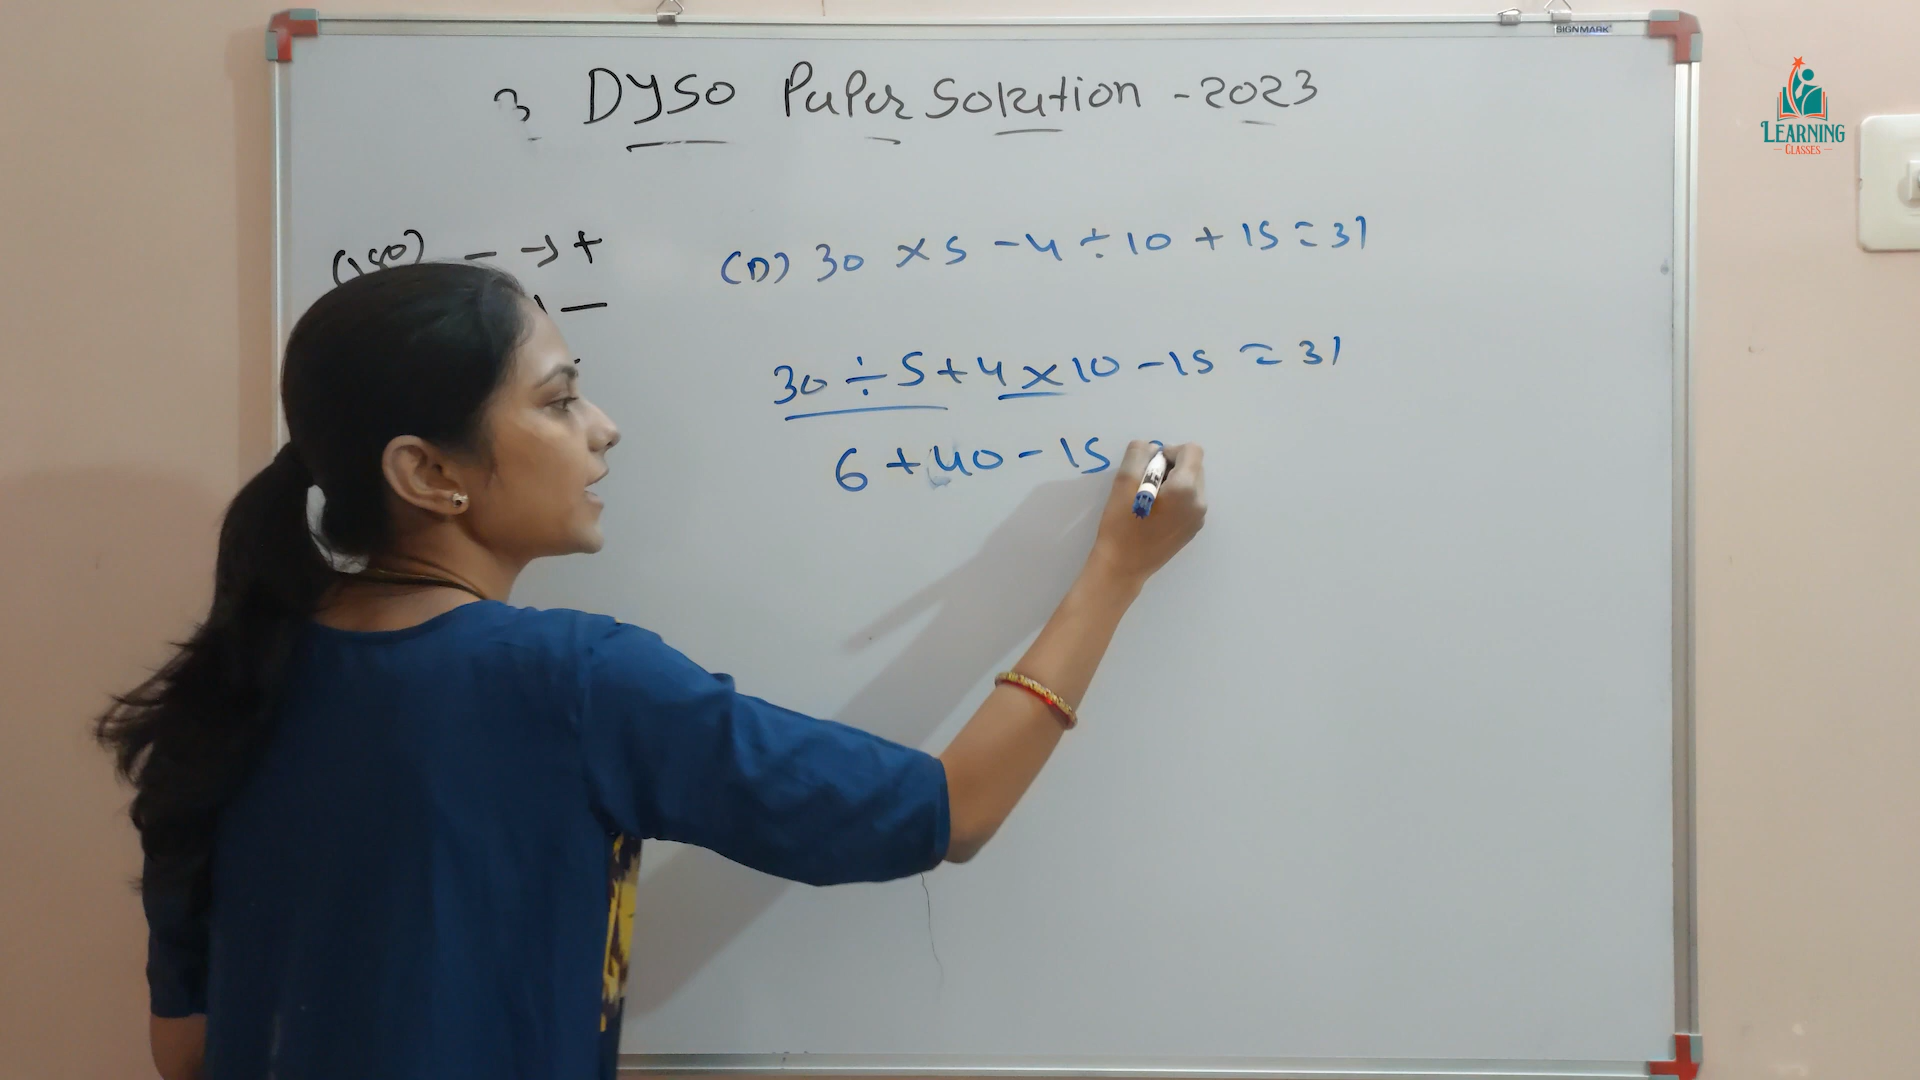 DYSO Paper Solution - 2023
SIGNMARK
LEARNING
CLASSES
(150) - → +
(D) 30 × 5 - 4 ÷ 10 + 15 = 31
30 ÷ 5 + 4 × 10 - 15 = 31
6 + 40 - 15